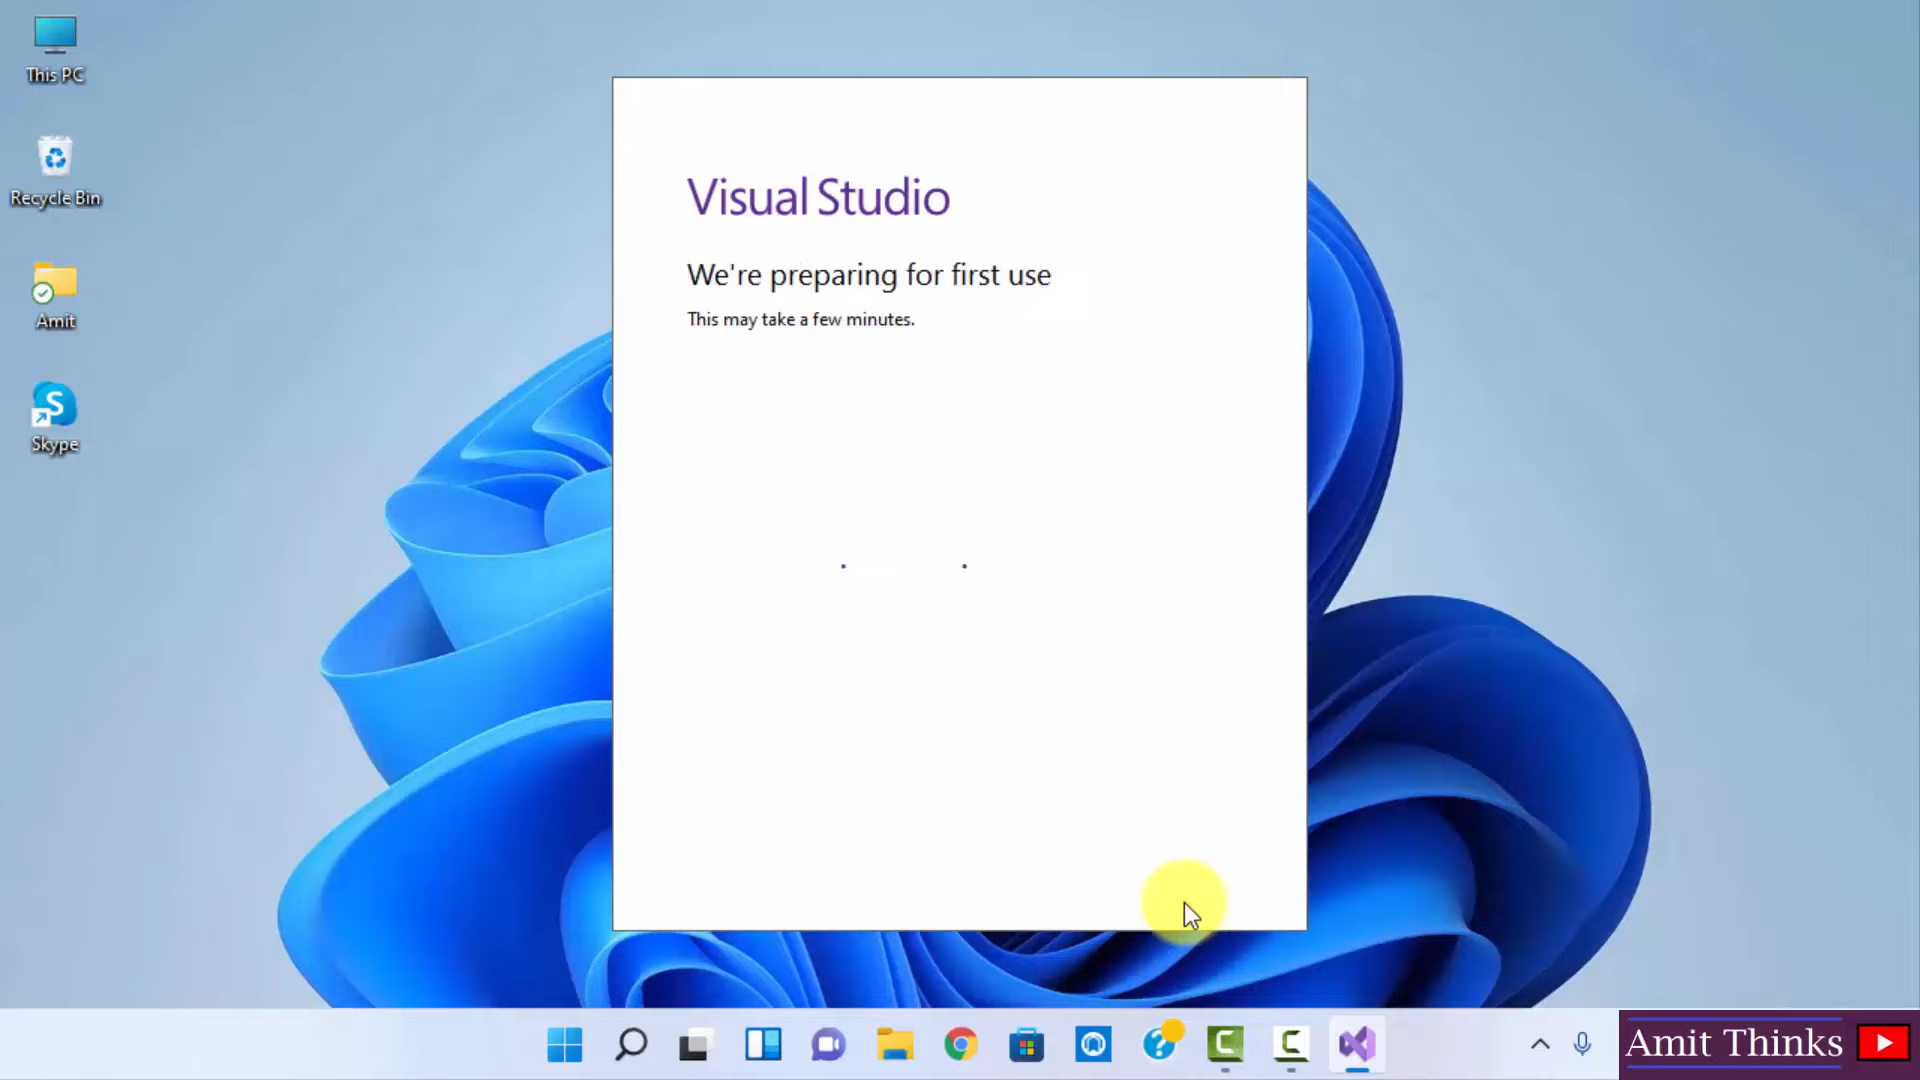 This PC
Recycle Bin
Amit
Skype
Visual Studio
We're preparing for first use
This may take a few minutes.
Amit Thinks